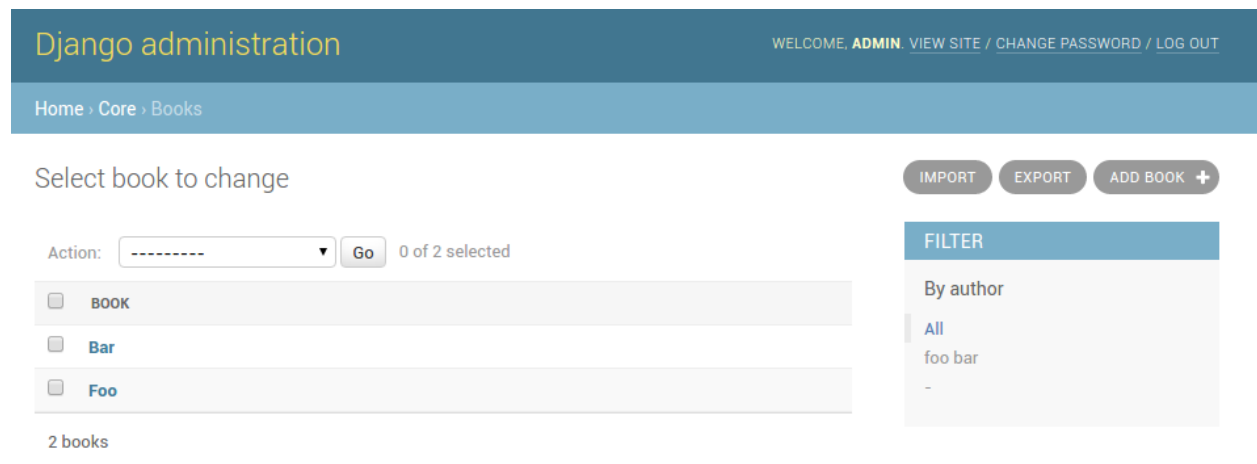 Django administration
WELCOME, ADMIN. VIEW SITE / CHANGE PASSWORD / LOG OUT
Home › Core › Books
Select book to change
IMPORT EXPORT ADD BOOK +
Action: --------- Go 0 of 2 selected
BOOK
Bar
Foo
2 books
FILTER
By author
All
foo bar
-